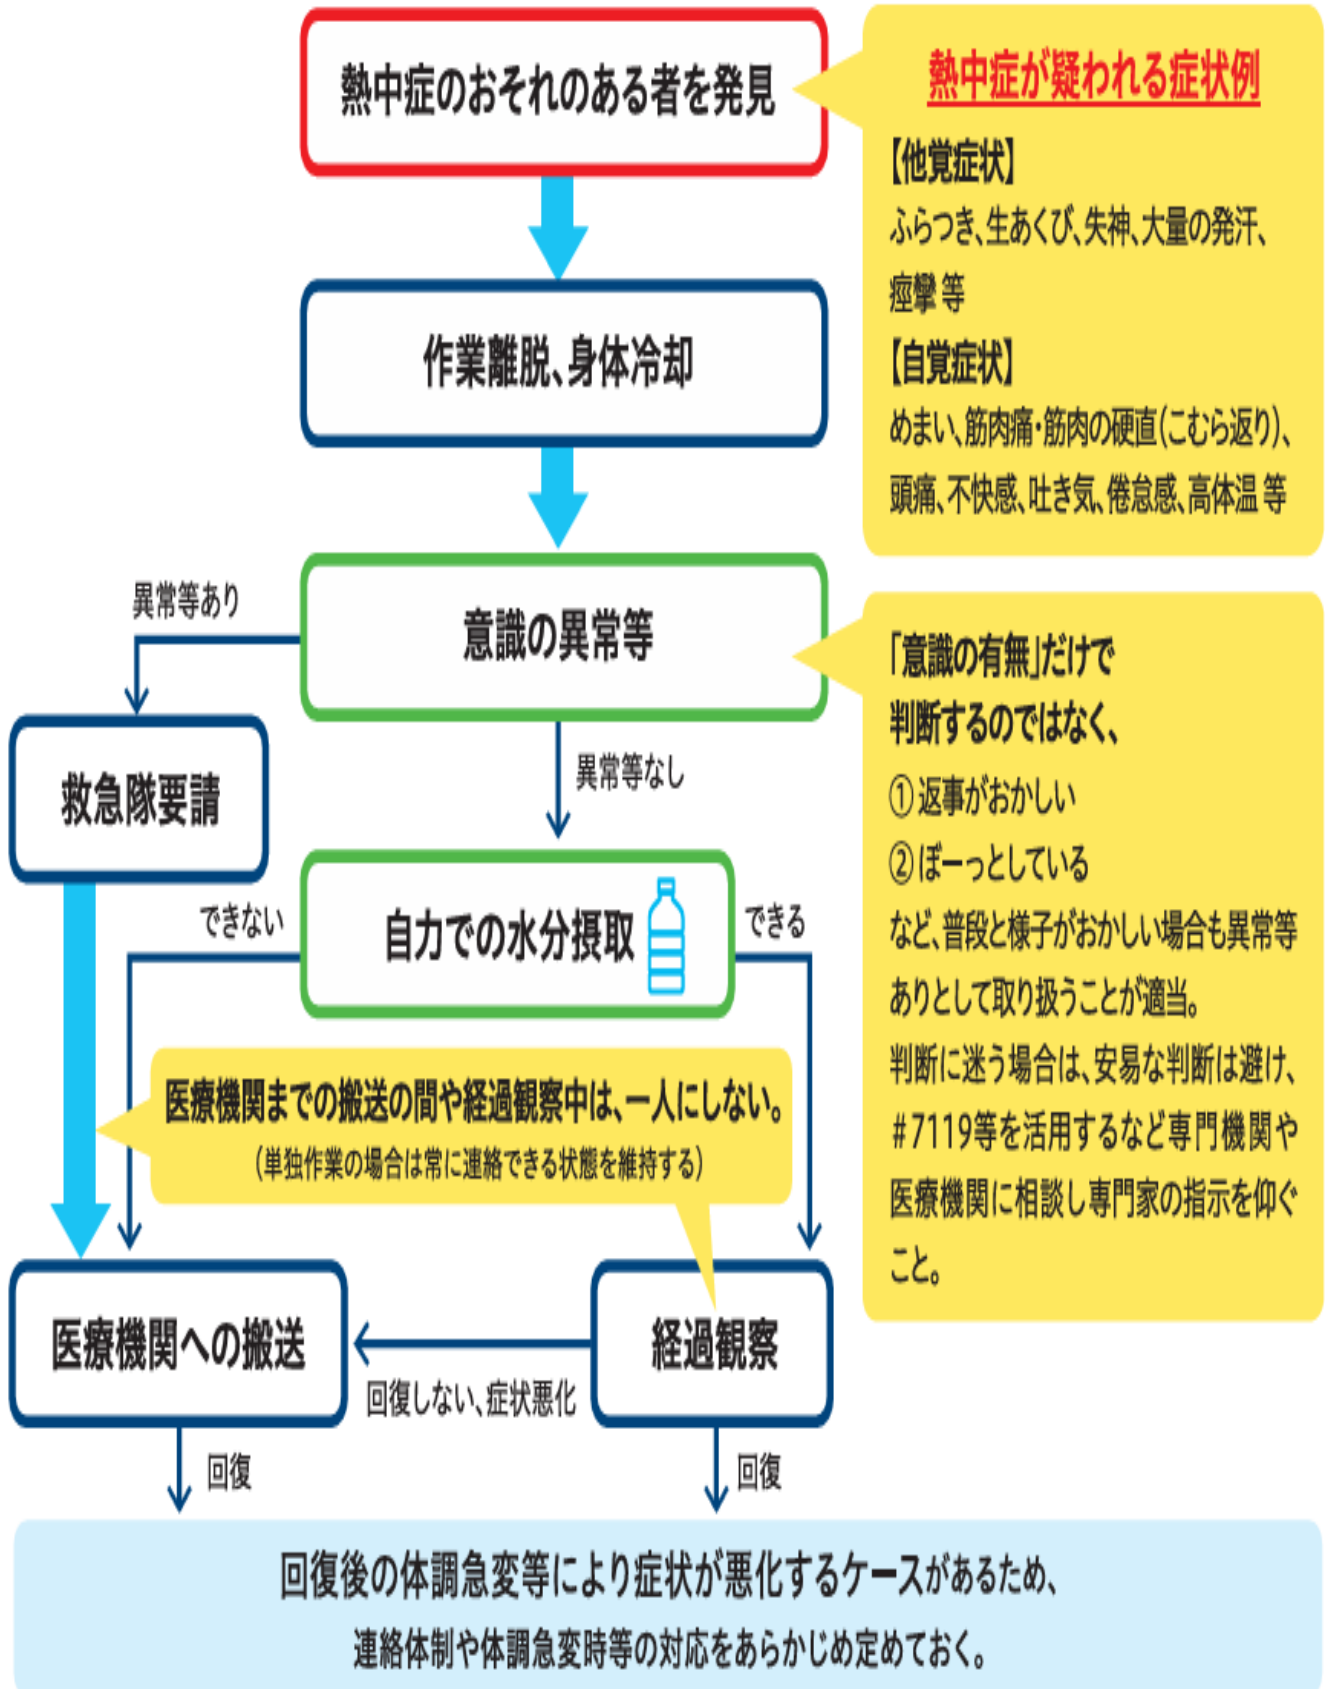 熱中症のおそれのある者を発見
熱中症が疑われる症状例
【他覚症状】
ふらつき、生あくび、失神、大量の発汗、
痙攣 等
【自覚症状】
めまい、筋肉痛・筋肉の硬直(こむら返り)、
頭痛、不快感、吐き気、倦怠感、高体温 等
作業離脱、身体冷却
意識の異常等
異常等あり
異常等なし
「意識の有無」だけで
判断するのではなく、
① 返事がおかしい
② ぼーっとしている
など、普段と様子がおかしい場合も異常等
ありとして取り扱うことが適当。
判断に迷う場合は、安易な判断は避け、
#7119等を活用するなど専門機関や
医療機関に相談し専門家の指示を仰ぐ
こと。
救急隊要請
自力での水分摂取
できない
できる
医療機関までの搬送の間や経過観察中は、一人にしない。
(単独作業の場合は常に連絡できる状態を維持する)
医療機関への搬送
経過観察
回復しない、症状悪化
回復
回復
回復後の体調急変等により症状が悪化するケースがあるため、
連絡体制や体調急変時等の対応をあらかじめ定めておく。